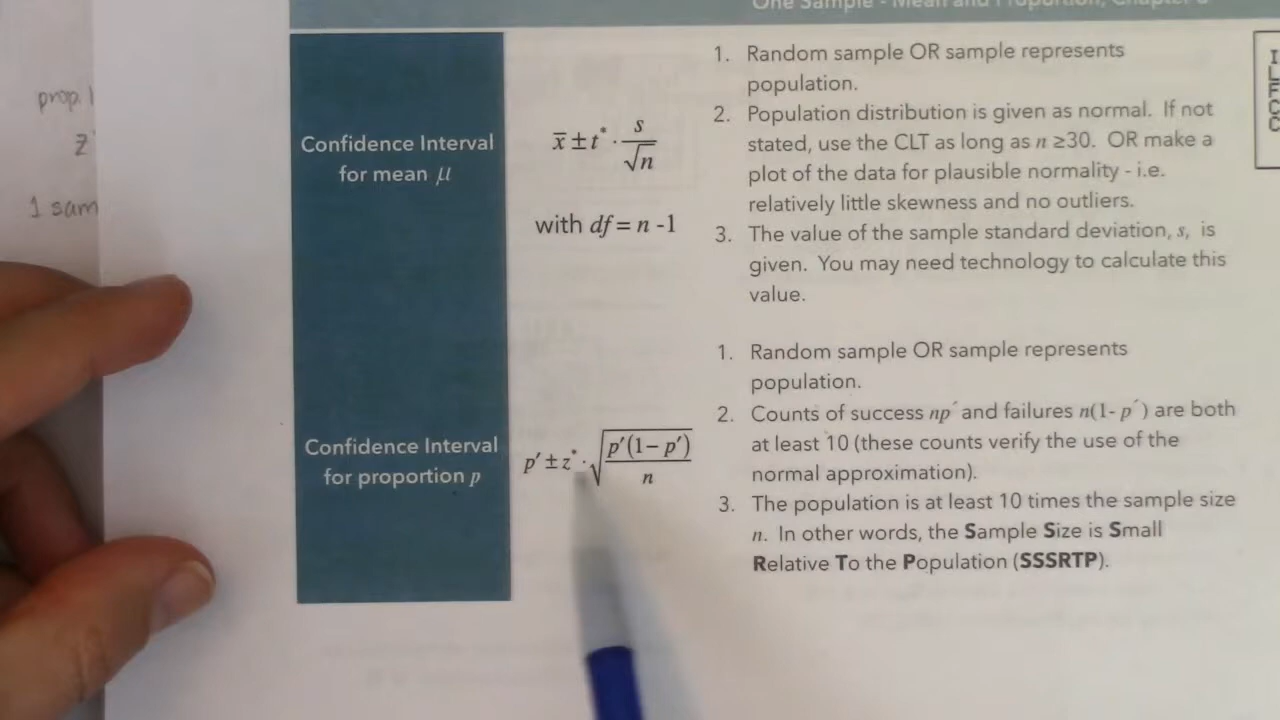 One Sample - Mean and Proportion, Chapter
prop.
z
1 sam
Confidence Interval
for mean μ
x̄ ± t* · s/√n
with df = n -1
1. Random sample OR sample represents
population.
2. Population distribution is given as normal. If not
stated, use the CLT as long as n ≥30. OR make a
plot of the data for plausible normality - i.e.
relatively little skewness and no outliers.
3. The value of the sample standard deviation, s, is
given. You may need technology to calculate this
value.
Confidence Interval
for proportion p
p′ ± z* · √(p′(1 − p′)/n)
1. Random sample OR sample represents
population.
2. Counts of success np′ and failures n(1- p′) are both
at least 10 (these counts verify the use of the
normal approximation).
3. The population is at least 10 times the sample size
n. In other words, the Sample Size is Small
Relative To the Population (SSSRTP).